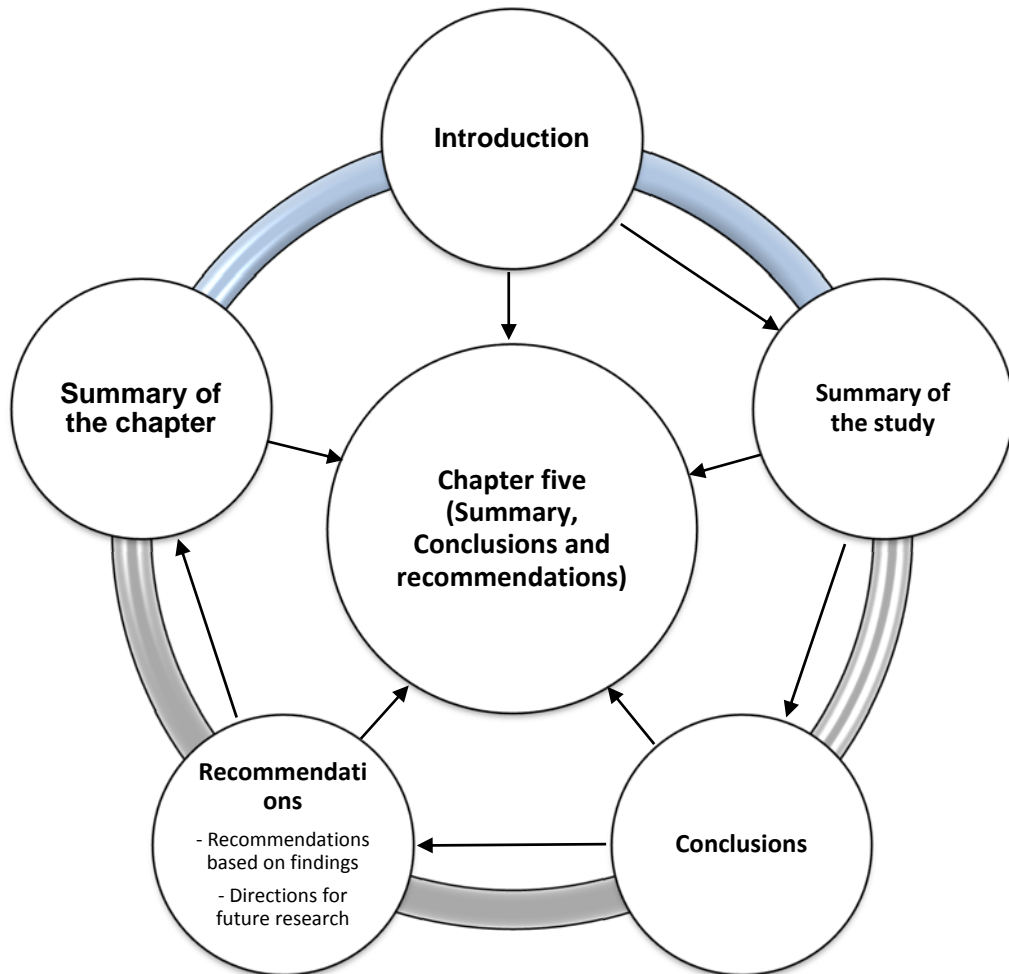 Introduction
Summary of
the chapter
Summary of
the study
Chapter five
(Summary,
Conclusions and
recommendations)
Recommendati
ons
- Recommendations
based on findings
- Directions for
future research
Conclusions